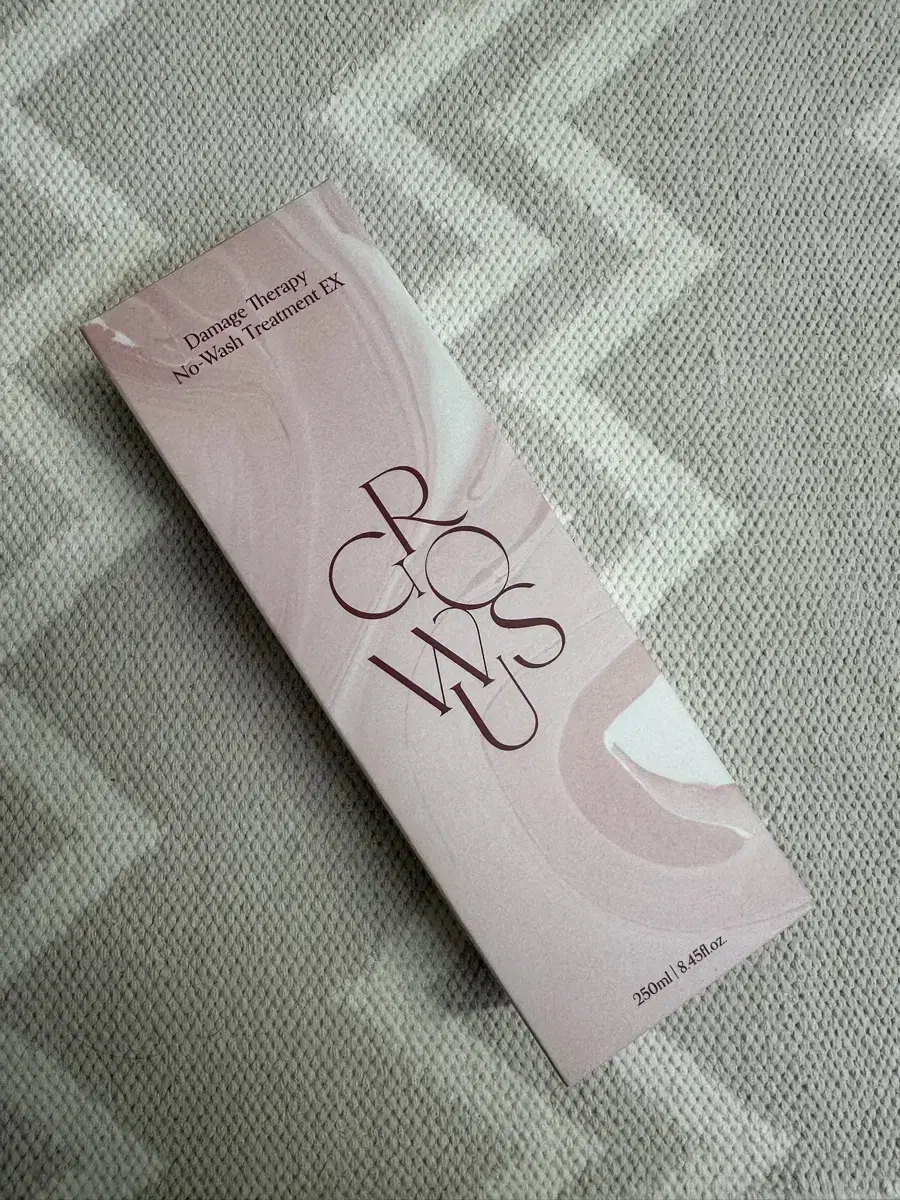 Damage Therapy
No-Wash Treatment EX
GROWUS
250ml | 8.45fl.oz.